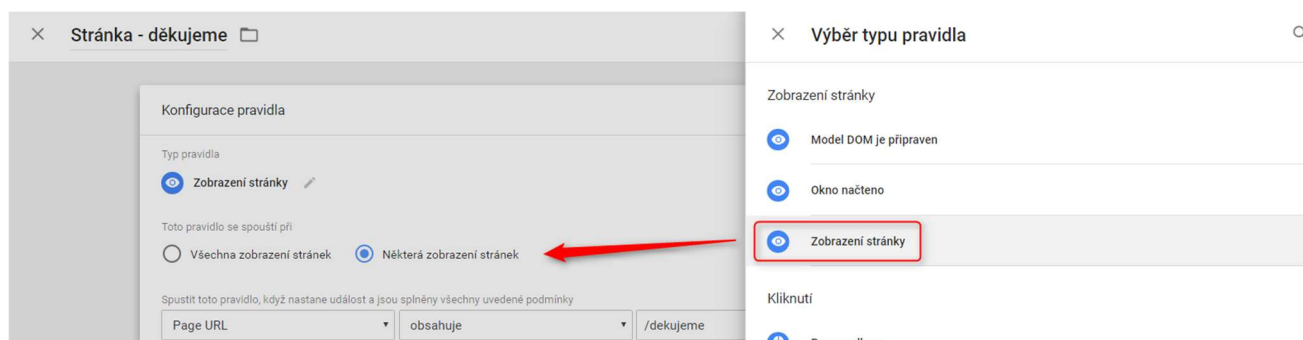 Stránka - děkujeme
Konfigurace pravidla
Typ pravidla
Zobrazení stránky
Toto pravidlo se spouští při
Všechna zobrazení stránek
Některá zobrazení stránek
Spustit toto pravidlo, když nastane událost a jsou splněny všechny uvedené podmínky
Page URL
obsahuje
/dekujeme
Výběr typu pravidla
Zobrazení stránky
Model DOM je připraven
Okno načteno
Zobrazení stránky
Kliknutí